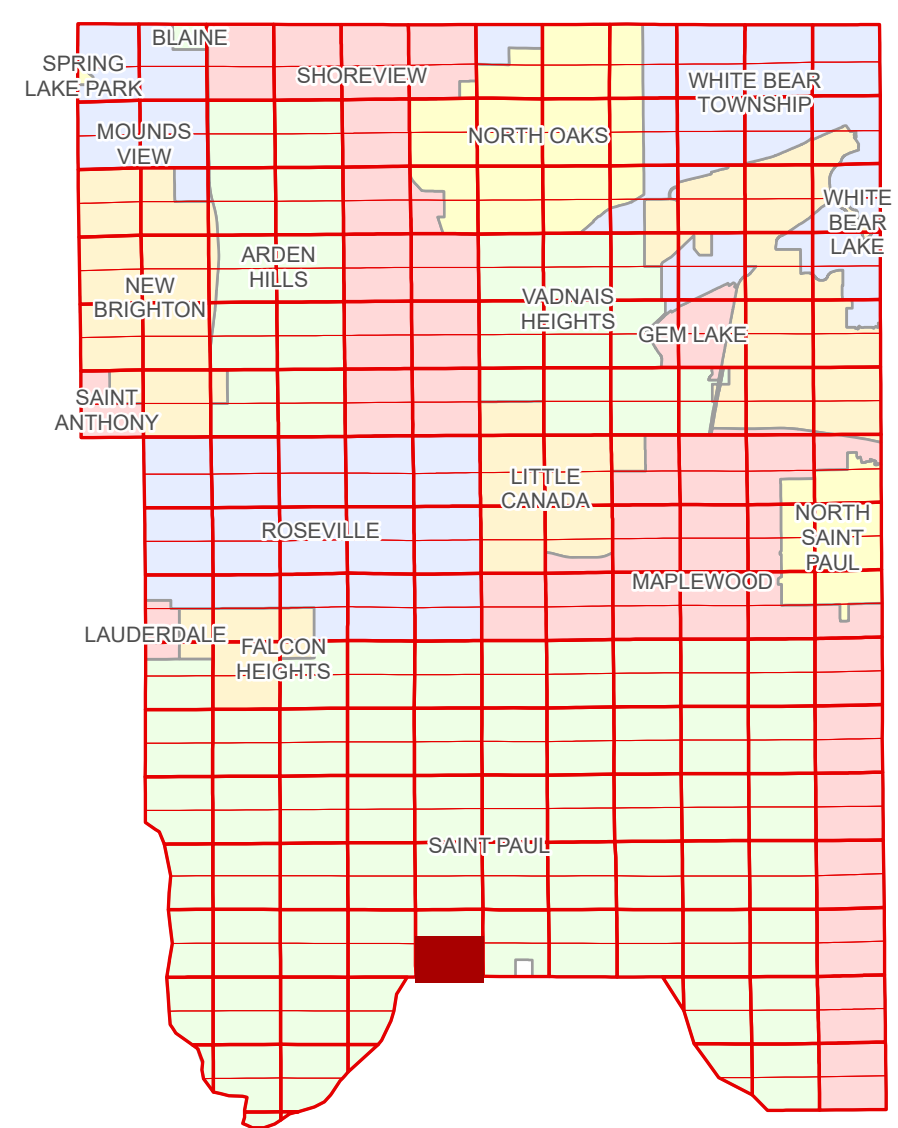 BLAINE
SPRING
LAKE PARK
SHOREVIEW
WHITE BEAR
TOWNSHIP
MOUNDS
VIEW
NORTH OAKS
WHITE
BEAR
LAKE
ARDEN
HILLS
NEW
BRIGHTON
VADNAIS
HEIGHTS
GEM LAKE
SAINT
ANTHONY
LITTLE
CANADA
NORTH
SAINT
PAUL
ROSEVILLE
MAPLEWOOD
LAUDERDALE
FALCON
HEIGHTS
SAINT PAUL